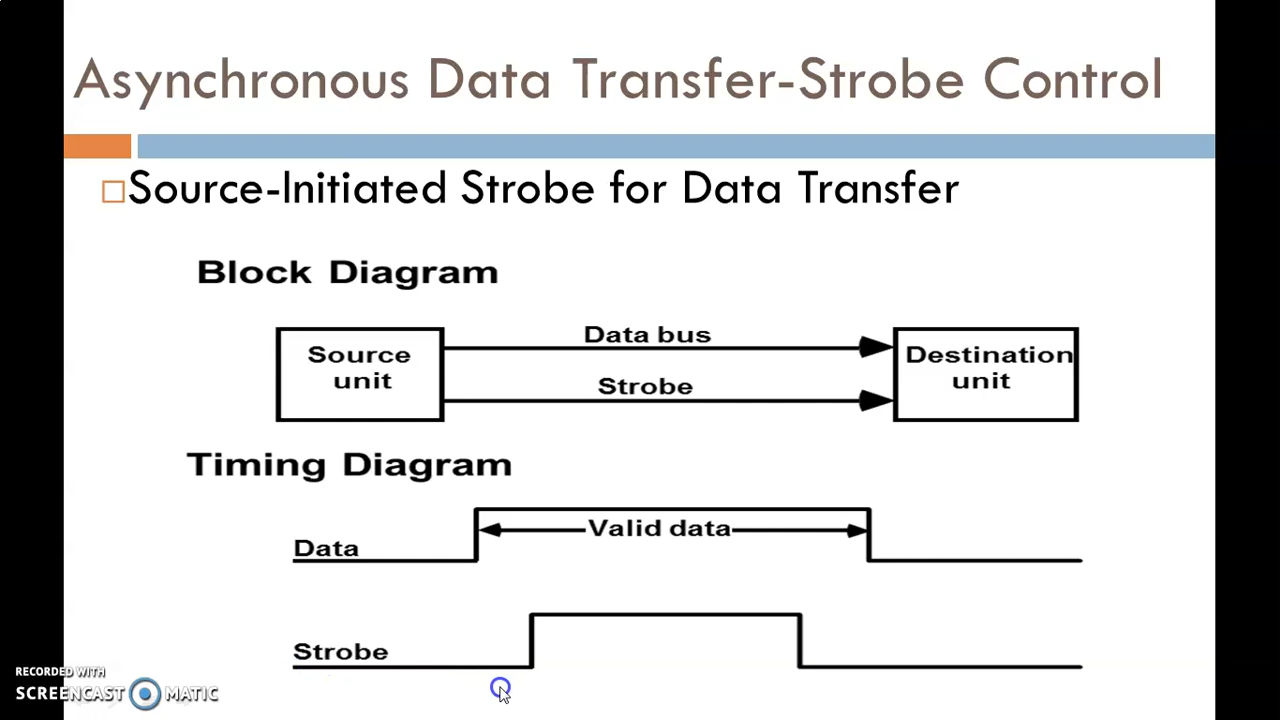 Asynchronous Data Transfer-Strobe Control
Source-Initiated Strobe for Data Transfer
Block Diagram
Source unit
Data bus
Strobe
Destination unit
Timing Diagram
Data
Valid data
Strobe
RECORDED WITH
SCREENCAST MATIC